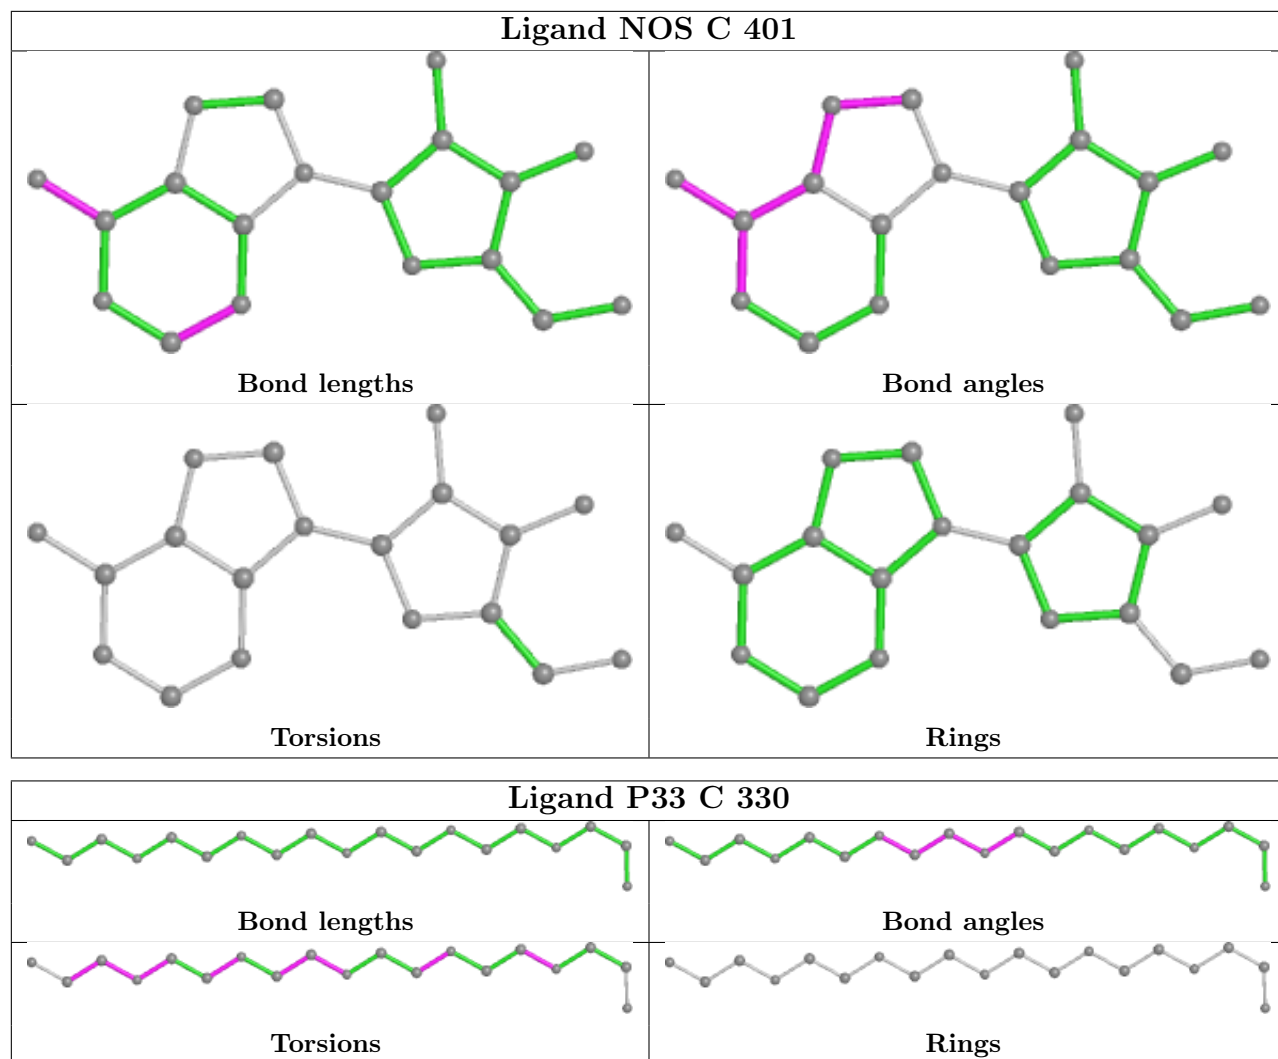 Ligand NOS C 401
Bond lengths
Bond angles
Torsions
Rings
Ligand P33 C 330
Bond lengths
Bond angles
Torsions
Rings